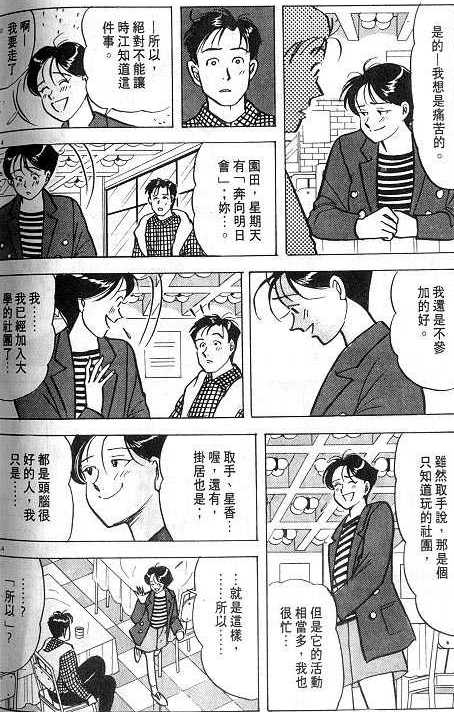 是的—我想是痛苦的。
—所以，
絕對不能讓
時江知道這
件事。
啊—
我要走了
園田，星期天
有「奔向明日
會」…妳…。
我還是不參
加的好。
我……
我已經加入大
學的社團了…
雖然取手說，那是個
只知道玩的社團，
但是它的活動
相當多，我也
很忙…
取手、星香…
喔，還有，
掛居也是…
都是頭腦很
好的人，我
只是……
…就是這樣，
所以……
……？
「所以」？